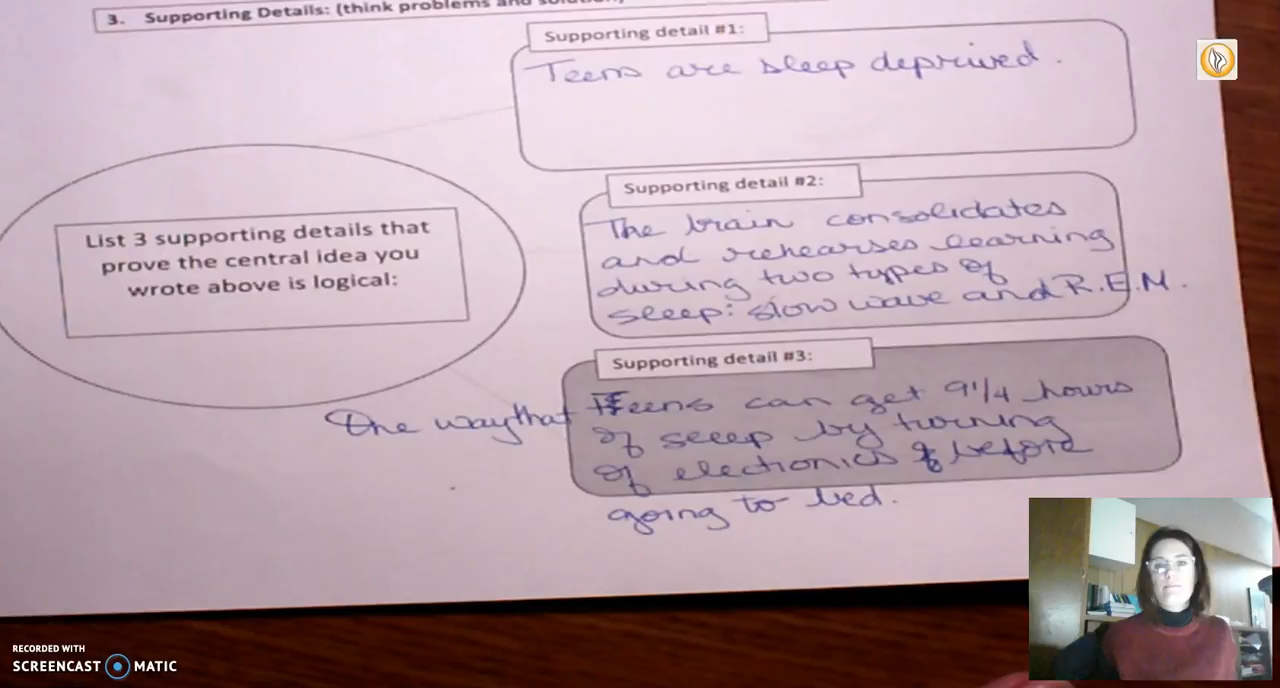 3. Supporting Details: (think problems and solution)
Supporting detail #1:
Teens are sleep deprived.
Supporting detail #2:
The brain consolidates
and rehearses learning
during two types of
sleep: slow wave and R.E.M.
List 3 supporting details that
prove the central idea you
wrote above is logical:
Supporting detail #3:
One way that Teens can get 9 1/4 hours
of sleep by turning
of electionics before
going to bed.
RECORDED WITH
SCREENCAST MATIC